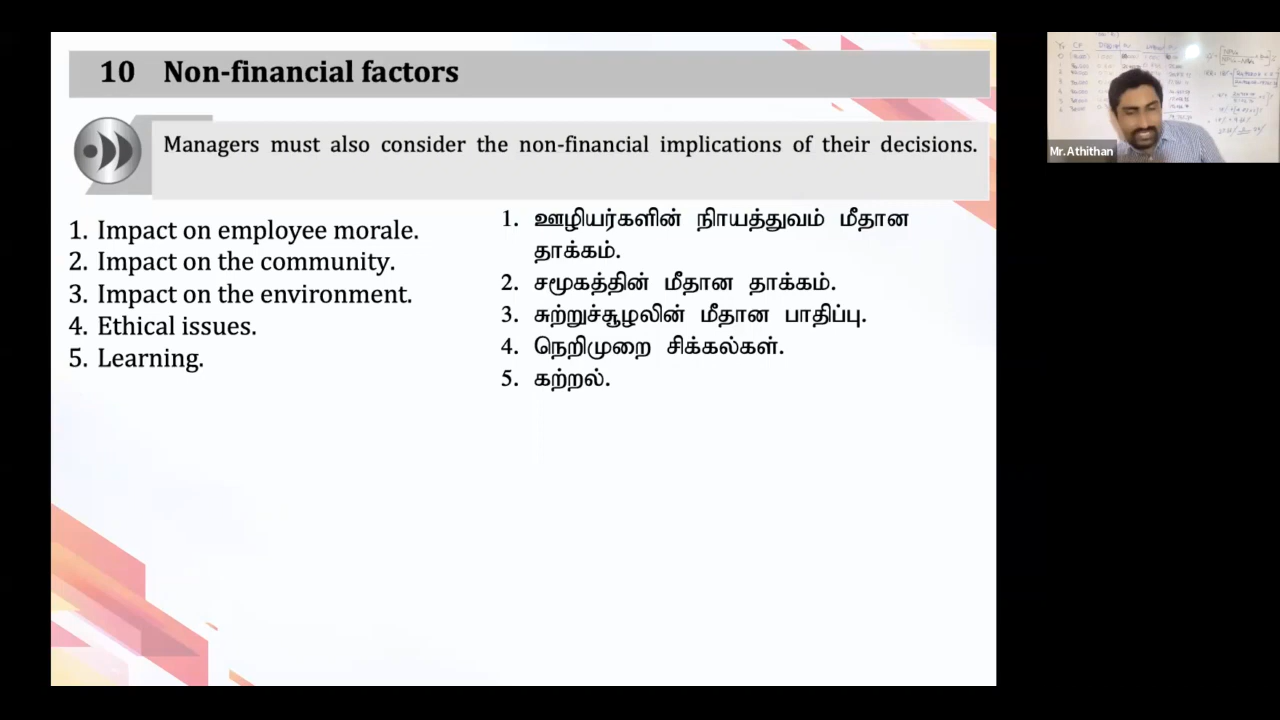 10 Non-financial factors
Managers must also consider the non-financial implications of their decisions.
1. Impact on employee morale.
2. Impact on the community.
3. Impact on the environment.
4. Ethical issues.
5. Learning.
1. ஊழியர்களின் நிாயத்துவம் மீதான
தாக்கம்.
2. சமூகத்தின் மீதான தாக்கம்.
3. சுற்றுச்சூழலின் மீதான பாதிப்பு.
4. நெறிமுறை சிக்கல்கள்.
5. கற்றல்.
Mr.Athithan